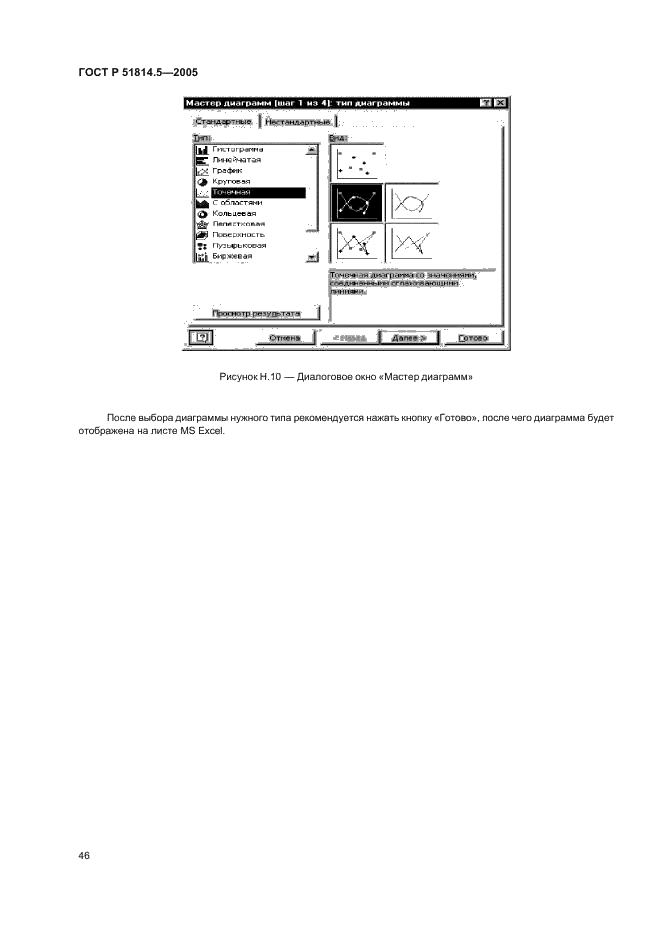 ГОСТ Р 51814.5—2005
Мастер диаграмм (шаг 1 из 4): тип диаграммы
Стандартные Нестандартные
Тип:
Вид:
Гистограмма
Линейчатая
График
Круговая
Точечная
С областями
Кольцевая
Лепестковая
Поверхность
Пузырьковая
Биржевая
Точечная диаграмма со значениями,
соединенными сглаживающими
линиями.
Просмотр результата
Отмена < Назад Далее > Готово
Рисунок Н.10 — Диалоговое окно «Мастер диаграмм»
После выбора диаграммы нужного типа рекомендуется нажать кнопку «Готово», после чего диаграмма будет
отображена на листе MS Excel.
46